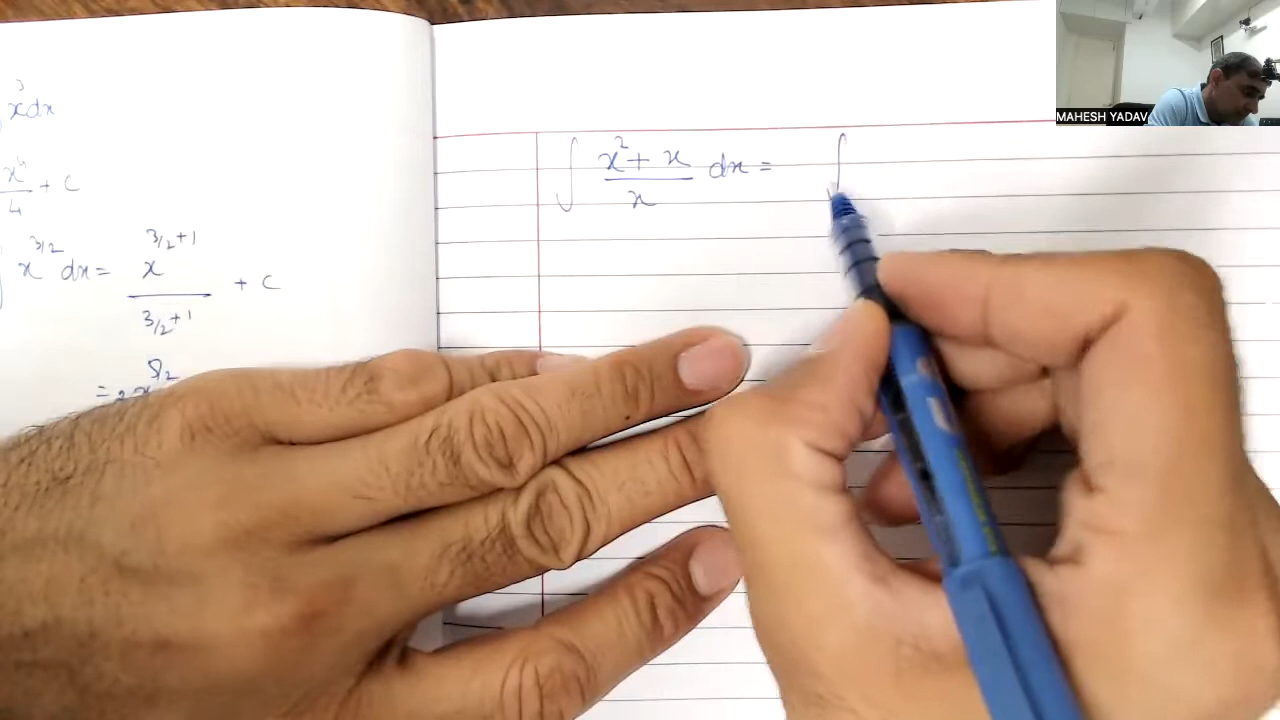 x³dx
x⁴/4 + c
∫ x^3/2 dx = x^(3/2+1)/(3/2+1) + c
=
∫ (x² + x)/x dx = ∫
MAHESH YADAV